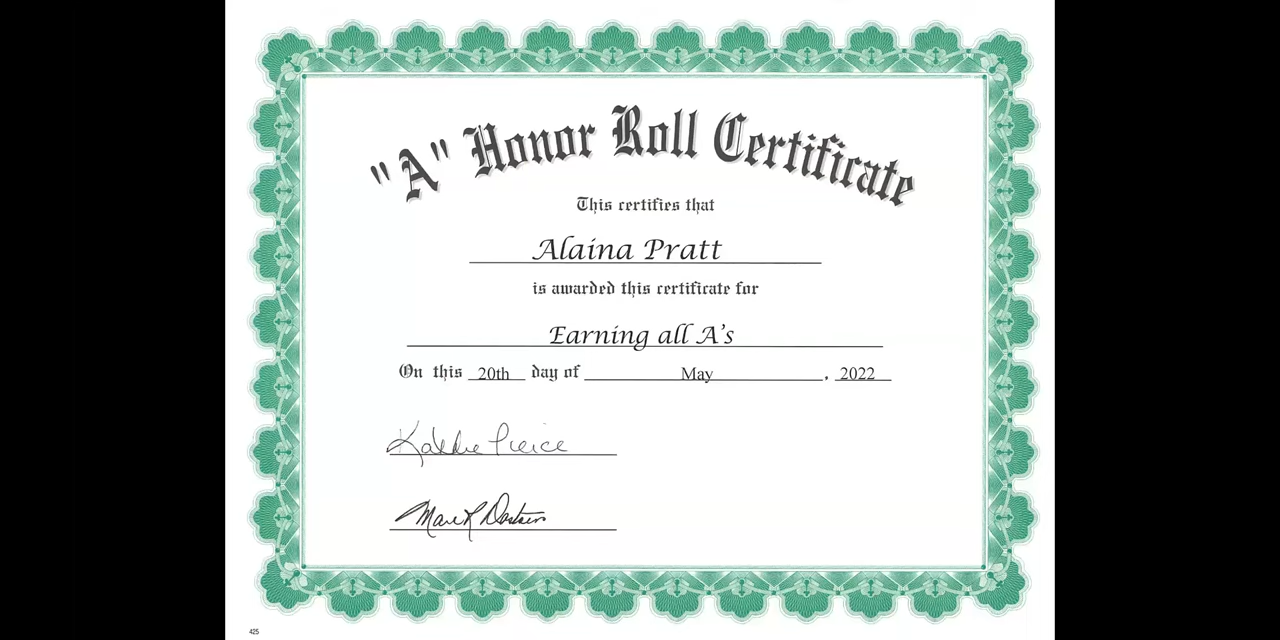 "A" Honor Roll Certificate
This certifies that
Alaina Pratt
is awarded this certificate for
Earning all A's
On this 20th day of May, 2022
Pierce
425